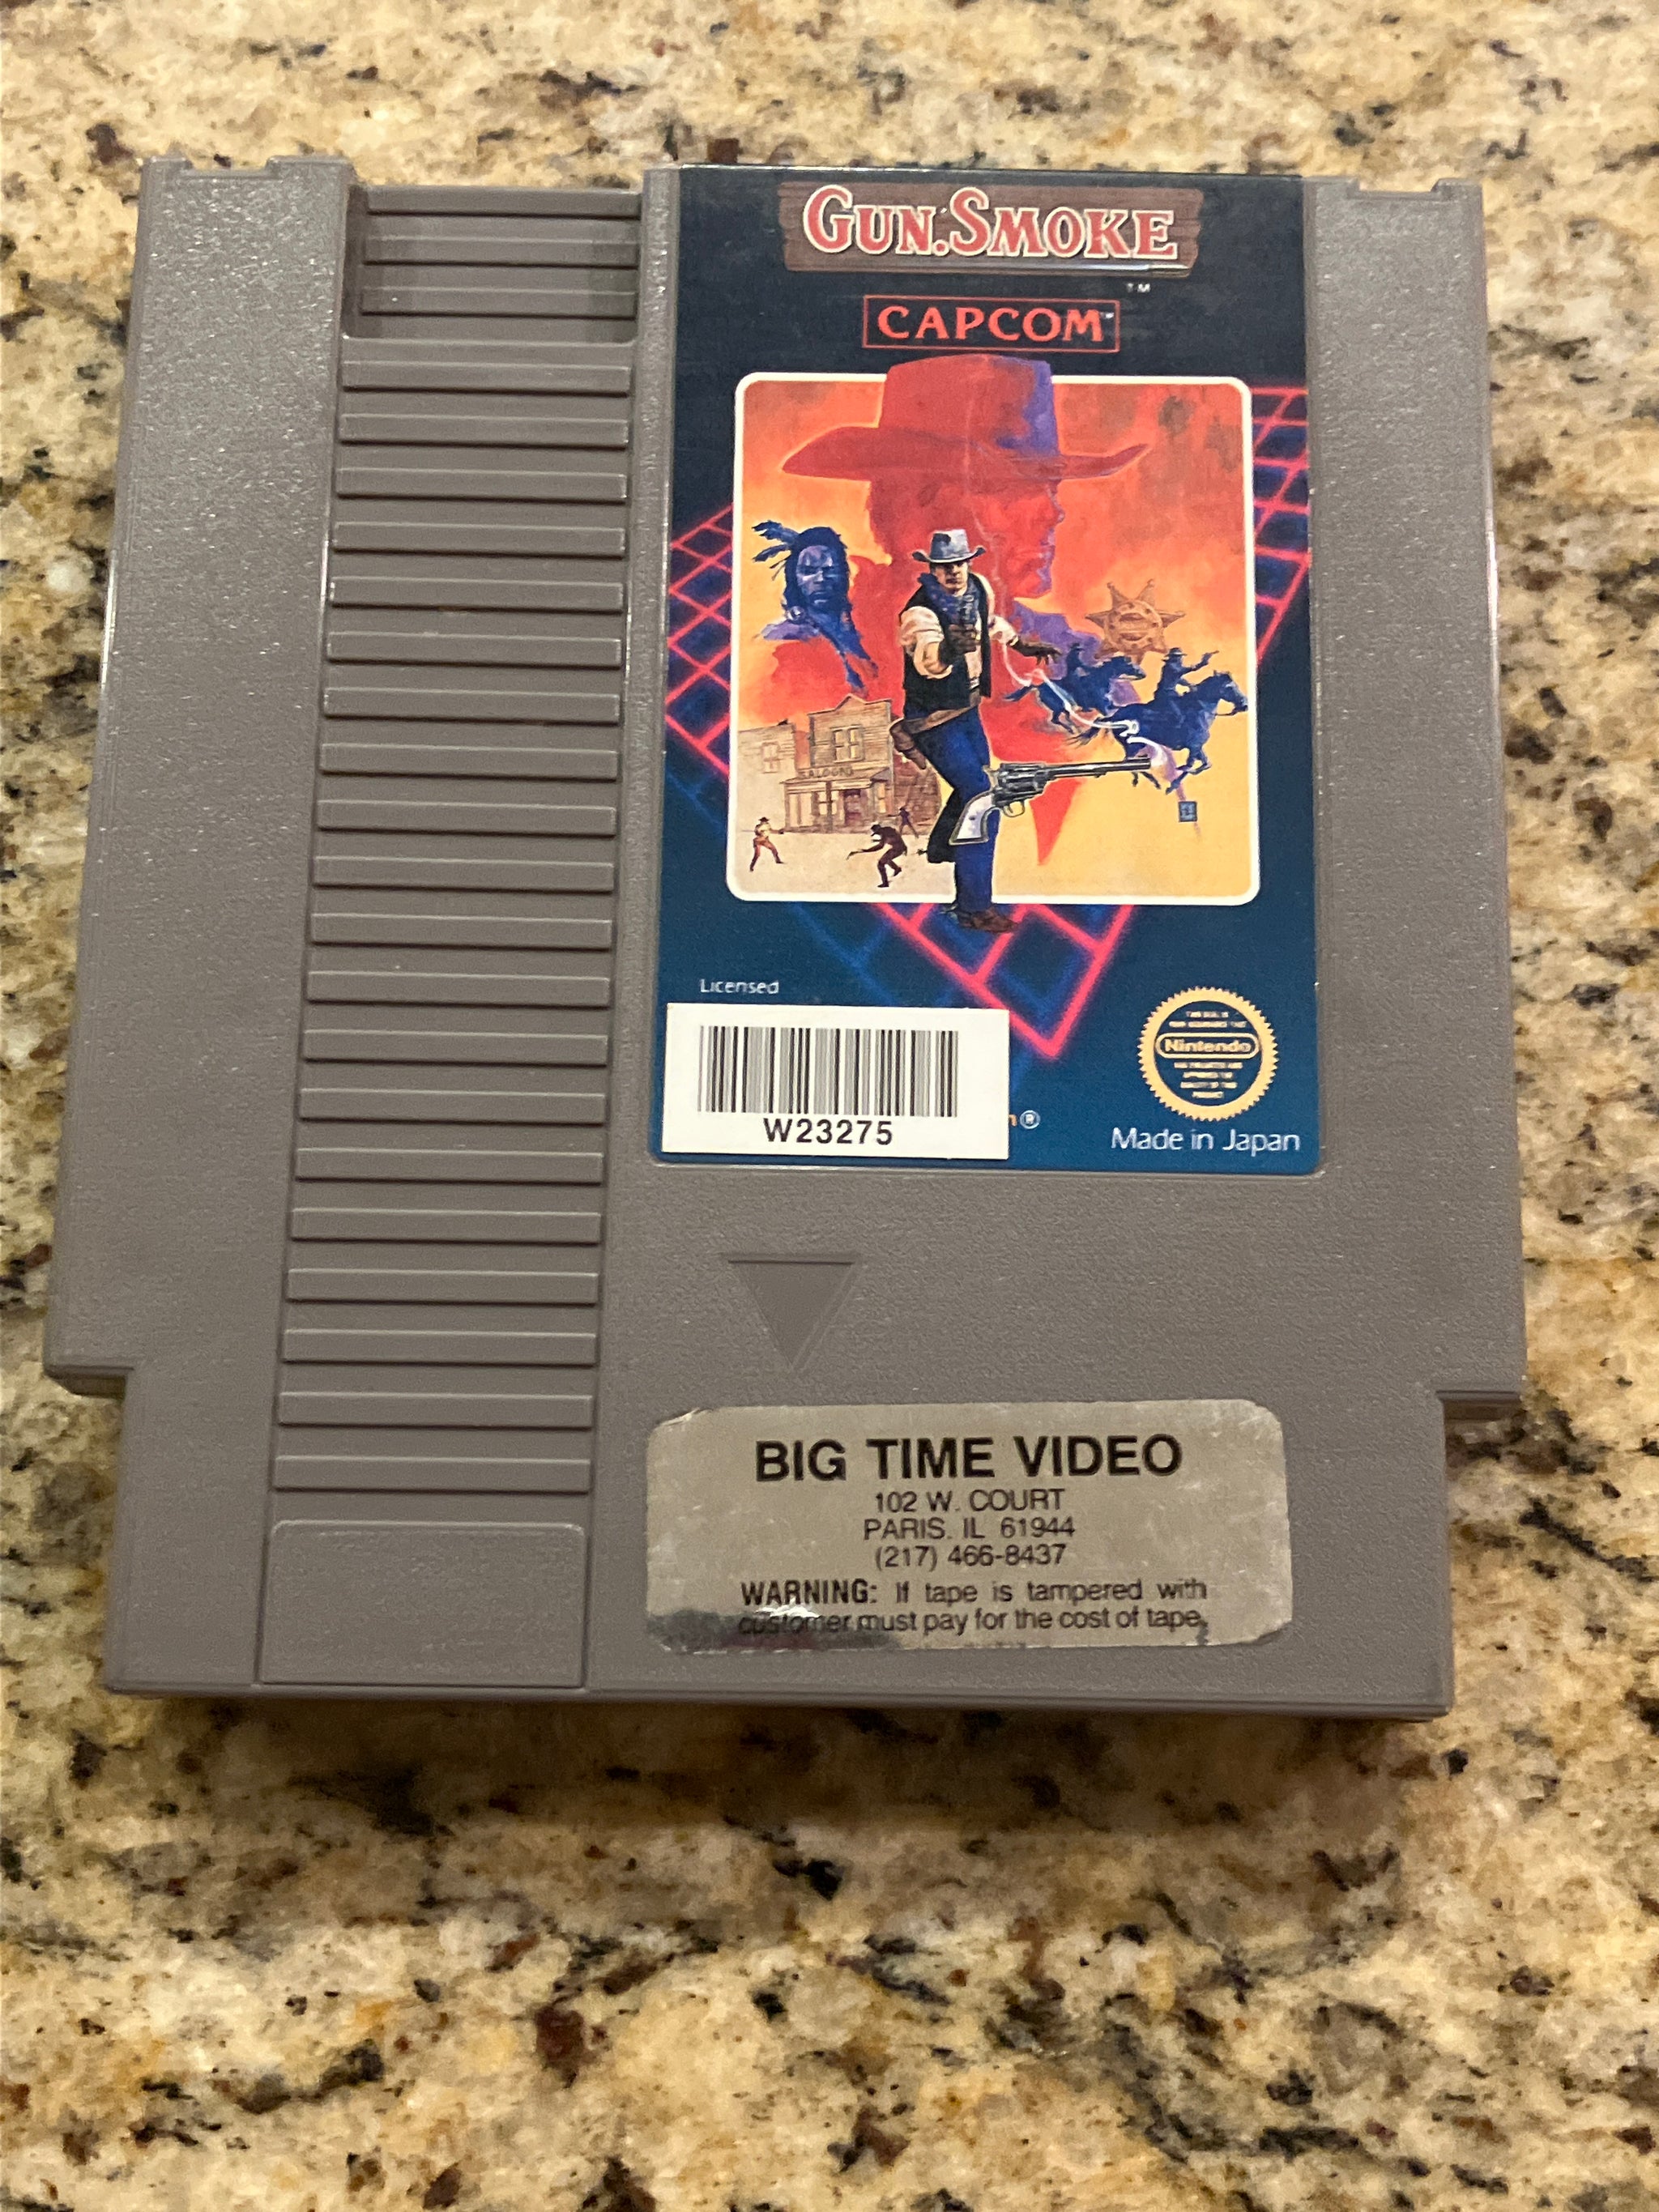 GUN.SMOKE
TM
CAPCOM
SALOON
Licensed
W23275
n®
Nintendo
Made in Japan
BIG TIME VIDEO
102 W. COURT
PARIS, IL 61944
(217) 466-8437
WARNING: If tape is tampered with
customer must pay for the cost of tape.